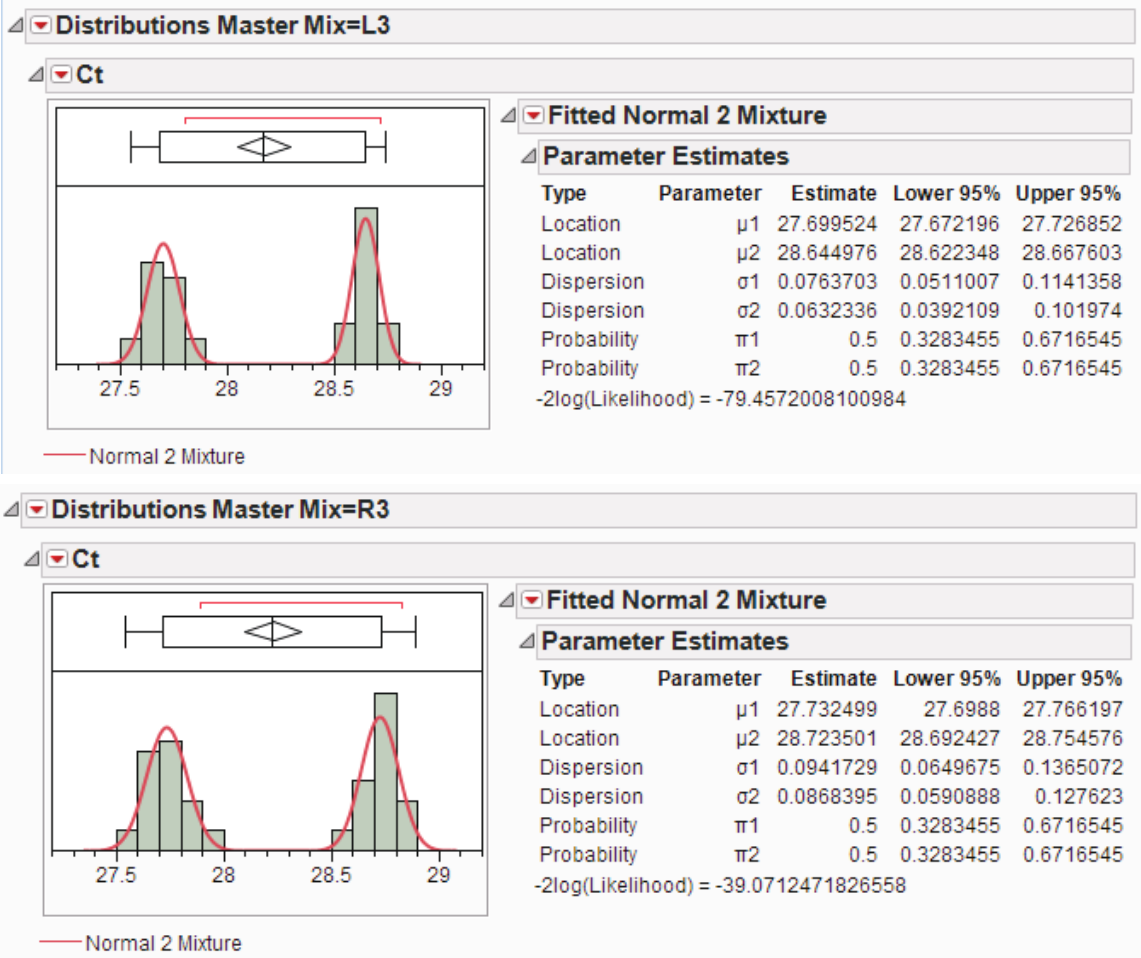 Distributions Master Mix=L3
Ct
27.5 28 28.5 29
Normal 2 Mixture
Fitted Normal 2 Mixture
Parameter Estimates
Type Parameter Estimate Lower 95% Upper 95%
Location μ1 27.699524 27.672196 27.726852
Location μ2 28.644976 28.622348 28.667603
Dispersion σ1 0.0763703 0.0511007 0.1141358
Dispersion σ2 0.0632336 0.0392109 0.101974
Probability π1 0.5 0.3283455 0.6716545
Probability π2 0.5 0.3283455 0.6716545
-2log(Likelihood) = -79.4572008100984
Distributions Master Mix=R3
Ct
27.5 28 28.5 29
Normal 2 Mixture
Fitted Normal 2 Mixture
Parameter Estimates
Type Parameter Estimate Lower 95% Upper 95%
Location μ1 27.732499 27.6988 27.766197
Location μ2 28.723501 28.692427 28.754576
Dispersion σ1 0.0941729 0.0649675 0.1365072
Dispersion σ2 0.0868395 0.0590888 0.127623
Probability π1 0.5 0.3283455 0.6716545
Probability π2 0.5 0.3283455 0.6716545
-2log(Likelihood) = -39.0712471826558